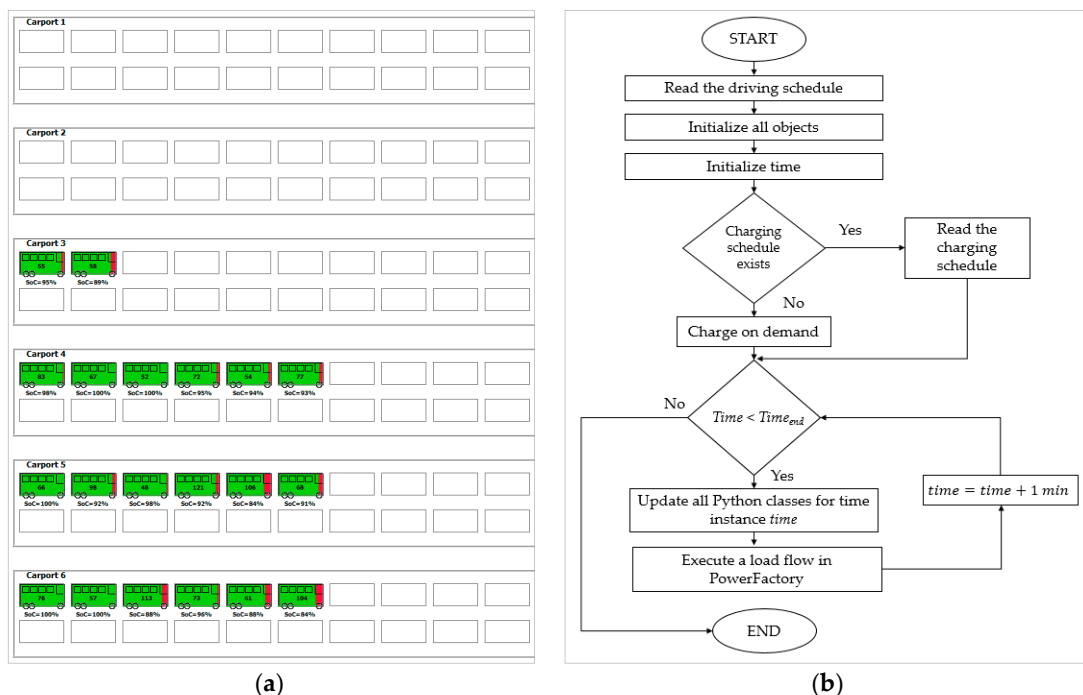 Carport 1
Carport 2
Carport 3
55
58
SoC=95%
SoC=89%
Carport 4
83
67
52
72
54
77
SoC=98%
SoC=100%
SoC=100%
SoC=95%
SoC=94%
SoC=93%
Carport 5
66
98
48
121
106
68
SoC=100%
SoC=92%
SoC=98%
SoC=92%
SoC=84%
SoC=91%
Carport 6
76
57
113
73
61
104
SoC=100%
SoC=100%
SoC=88%
SoC=96%
SoC=88%
SoC=84%
(a)
START
Read the driving schedule
Initialize all objects
Initialize time
Charging
schedule
exists
Yes
Read the
charging
schedule
No
Charge on demand
No
Time < Timeend
Yes
Update all Python classes for time
instance time
time = time + 1 min
Execute a load flow in
PowerFactory
END
(b)